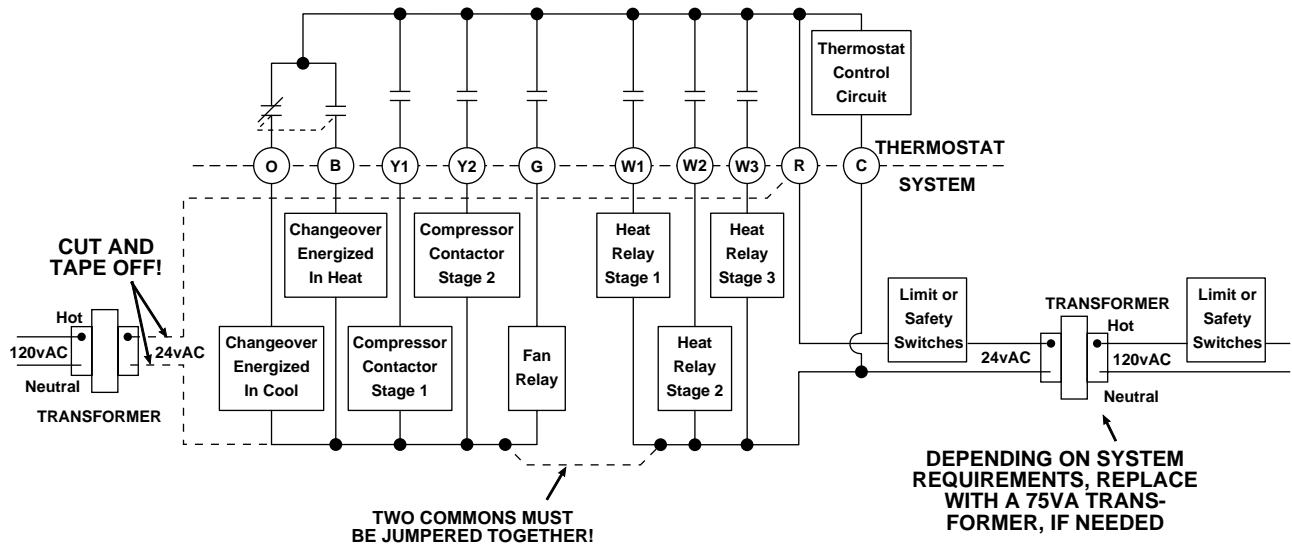 Thermostat
Control
Circuit
O
B
Y1
Y2
G
W1
W2
W3
R
C
THERMOSTAT
SYSTEM
CUT AND
TAPE OFF!
Hot
120vAC
24vAC
Neutral
TRANSFORMER
Changeover
Energized
In Heat
Changeover
Energized
In Cool
Compressor
Contactor
Stage 2
Compressor
Contactor
Stage 1
Fan
Relay
Heat
Relay
Stage 1
Heat
Relay
Stage 2
Heat
Relay
Stage 3
Limit or
Safety
Switches
TRANSFORMER
Hot
24vAC
120vAC
Neutral
Limit or
Safety
Switches
TWO COMMONS MUST
BE JUMPERED TOGETHER!
DEPENDING ON SYSTEM
REQUIREMENTS, REPLACE
WITH A 75VA TRANS-
FORMER, IF NEEDED